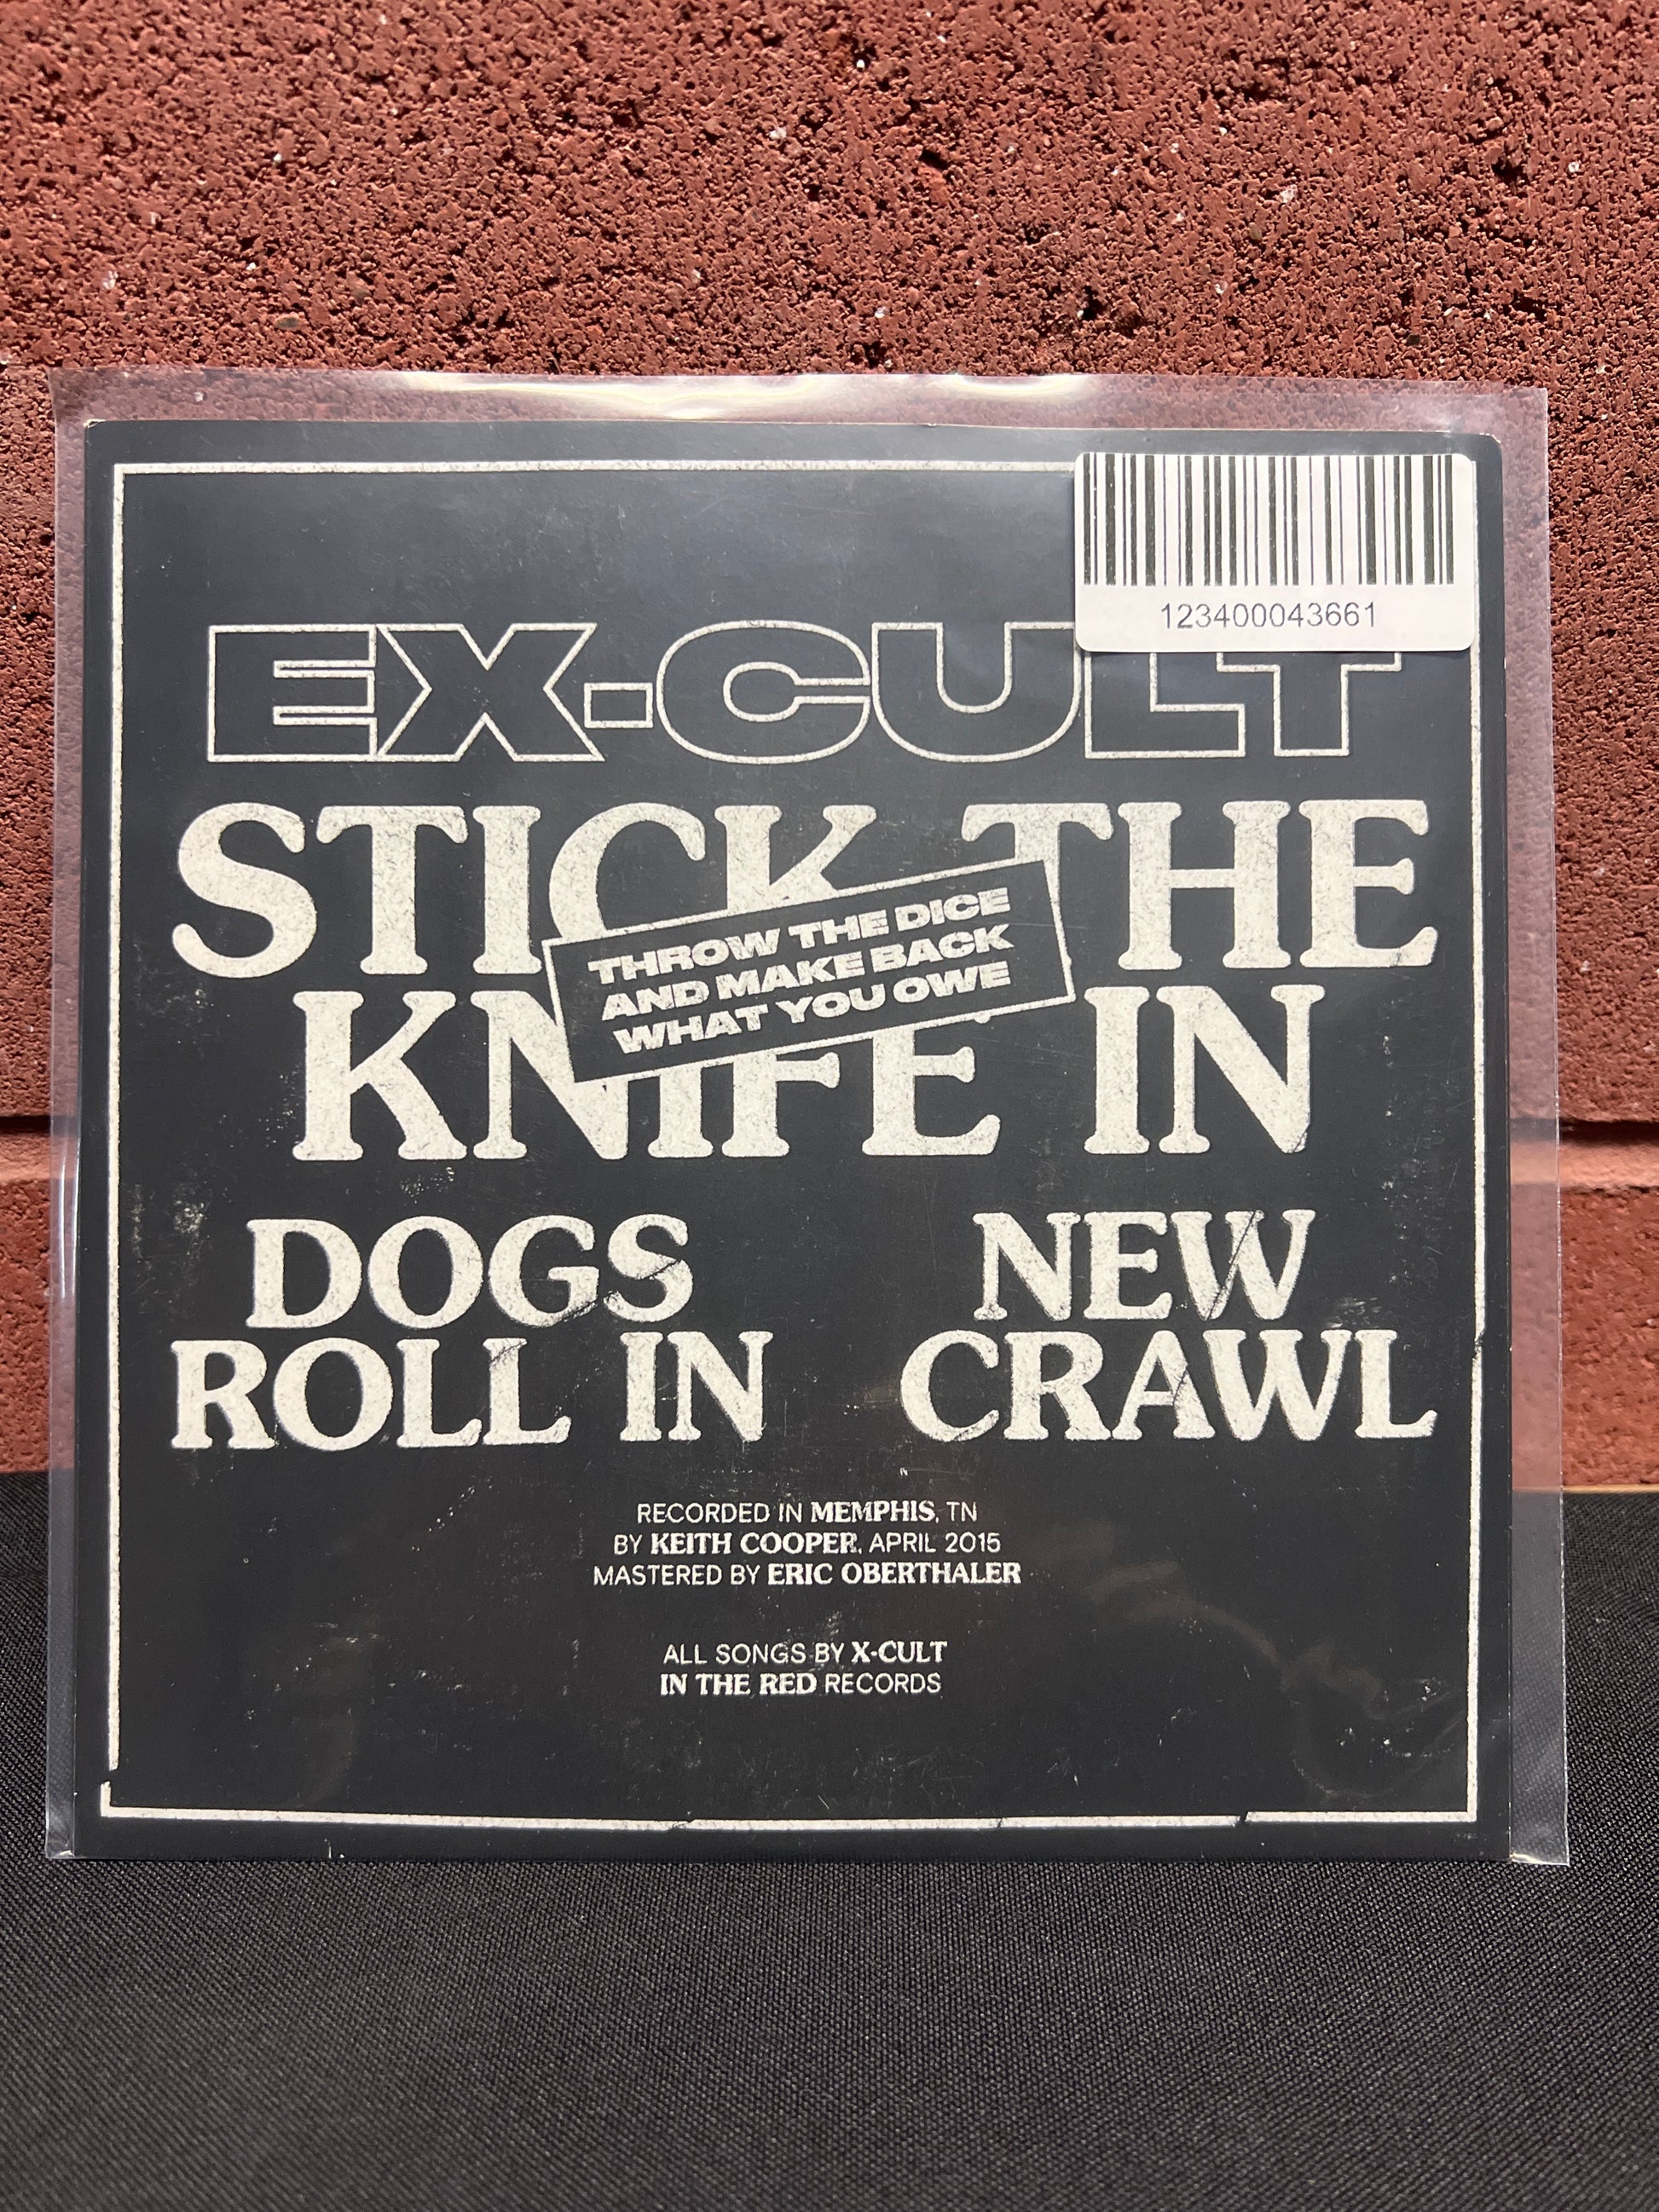 123400043661
EX-CULT
STICK THE
THROW THE DICE
AND MAKE BACK
WHAT YOU OWE
KNIFE IN
DOGS
ROLL IN
NEW
CRAWL
RECORDED IN MEMPHIS, TN
BY KEITH COOPER, APRIL 2015
MASTERED BY ERIC OBERTHALER
ALL SONGS BY X-CULT
IN THE RED RECORDS